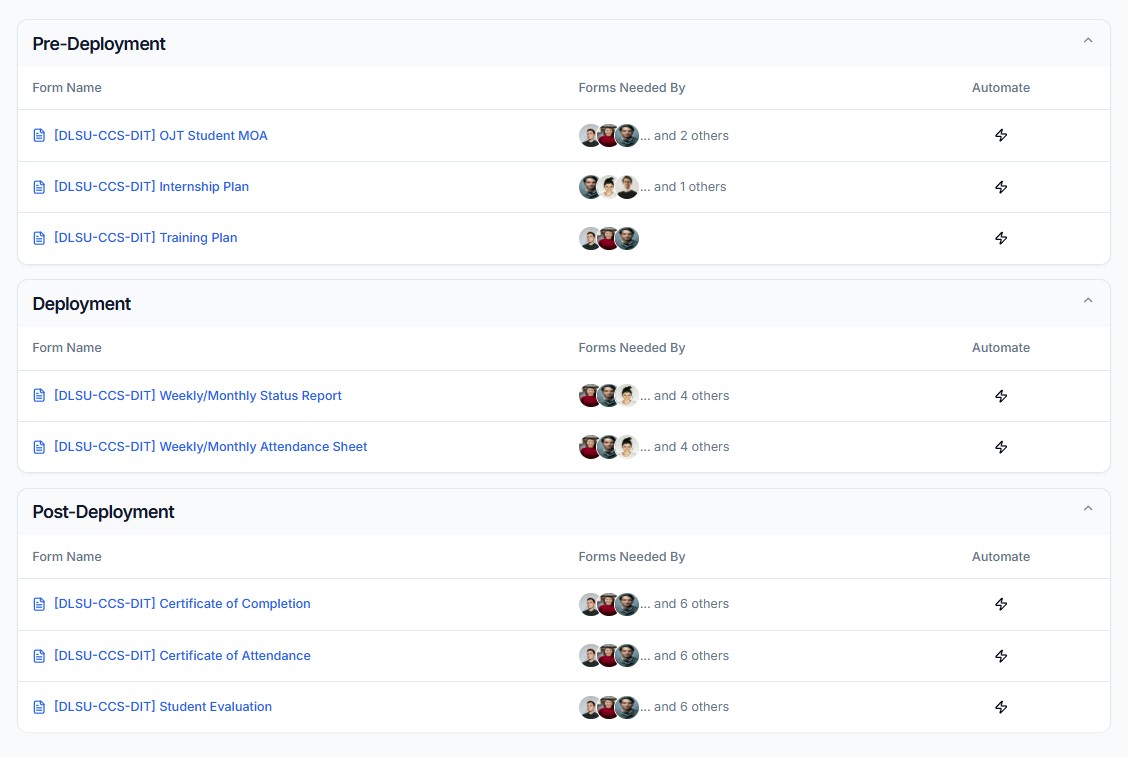 Pre-Deployment
Form Name Forms Needed By Automate
[DLSU-CCS-DIT] OJT Student MOA ... and 2 others
[DLSU-CCS-DIT] Internship Plan ... and 1 others
[DLSU-CCS-DIT] Training Plan
Deployment
Form Name Forms Needed By Automate
[DLSU-CCS-DIT] Weekly/Monthly Status Report ... and 4 others
[DLSU-CCS-DIT] Weekly/Monthly Attendance Sheet ... and 4 others
Post-Deployment
Form Name Forms Needed By Automate
[DLSU-CCS-DIT] Certificate of Completion ... and 6 others
[DLSU-CCS-DIT] Certificate of Attendance ... and 6 others
[DLSU-CCS-DIT] Student Evaluation ... and 6 others